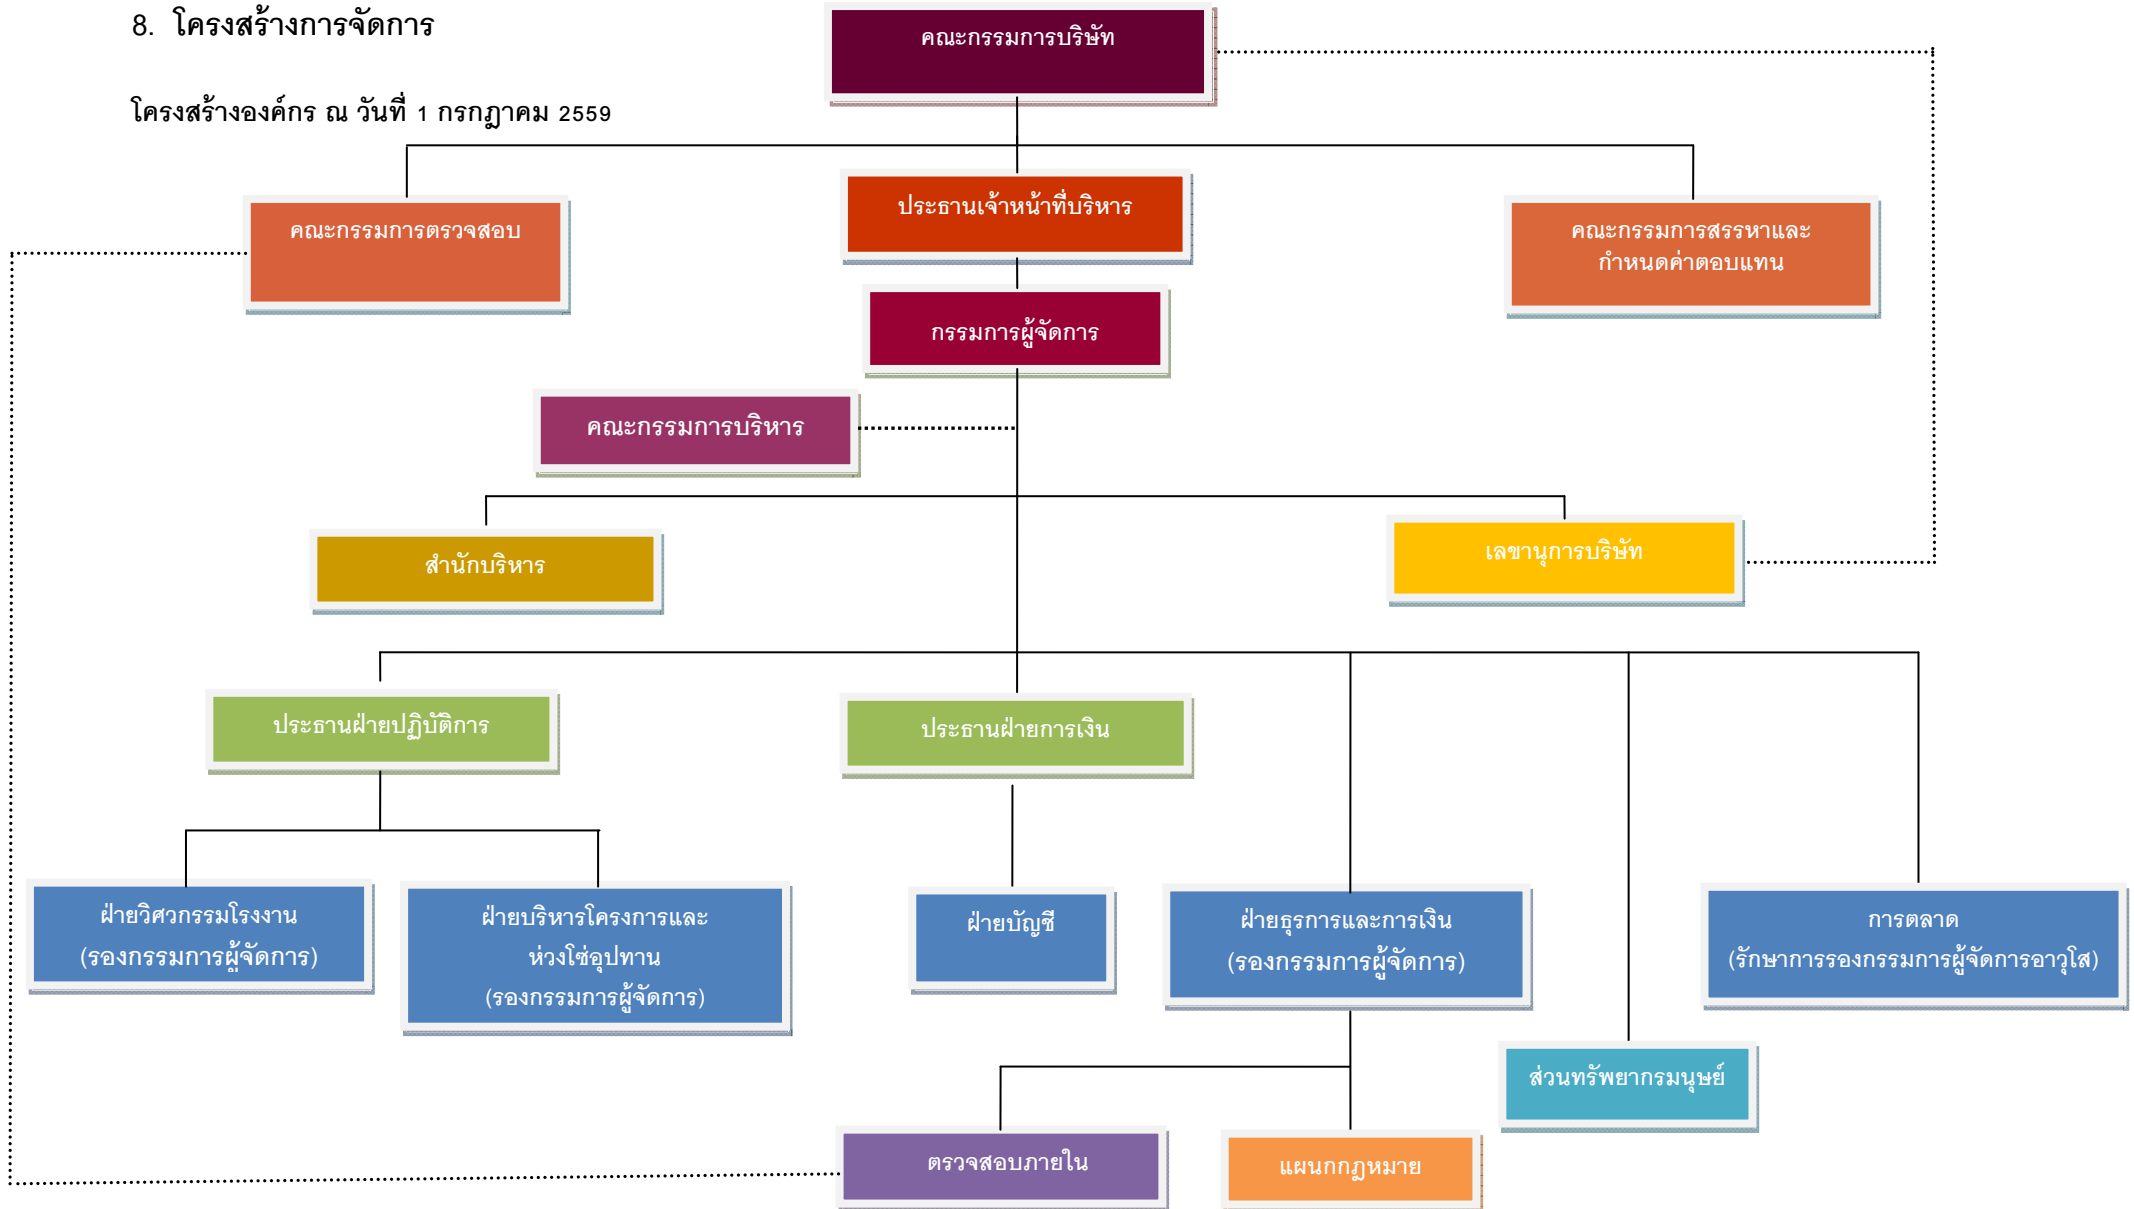 8. โครงสร้างการจัดการ
คณะกรรมการบริษัท
โครงสร้างองค์กร ณ วันที่ 1 กรกฎาคม 2559
คณะกรรมการตรวจสอบ
ประธานเจ้าหน้าที่บริหาร
คณะกรรมการสรรหาและ
กำหนดค่าตอบแทน
กรรมการผู้จัดการ
คณะกรรมการบริหาร
สำนักบริหาร
เลขานุการบริษัท
ประธานฝ่ายปฏิบัติการ
ประธานฝ่ายการเงิน
ฝ่ายวิศวกรรมโรงงาน
(รองกรรมการผู้จัดการ)
ฝ่ายบริหารโครงการและ
ห่วงโซ่อุปทาน
(รองกรรมการผู้จัดการ)
ฝ่ายบัญชี
ฝ่ายธุรการและการเงิน
(รองกรรมการผู้จัดการ)
การตลาด
(รักษาการรองกรรมการผู้จัดการอาวุโส)
ส่วนทรัพยากรมนุษย์
ตรวจสอบภายใน
แผนกกฎหมาย